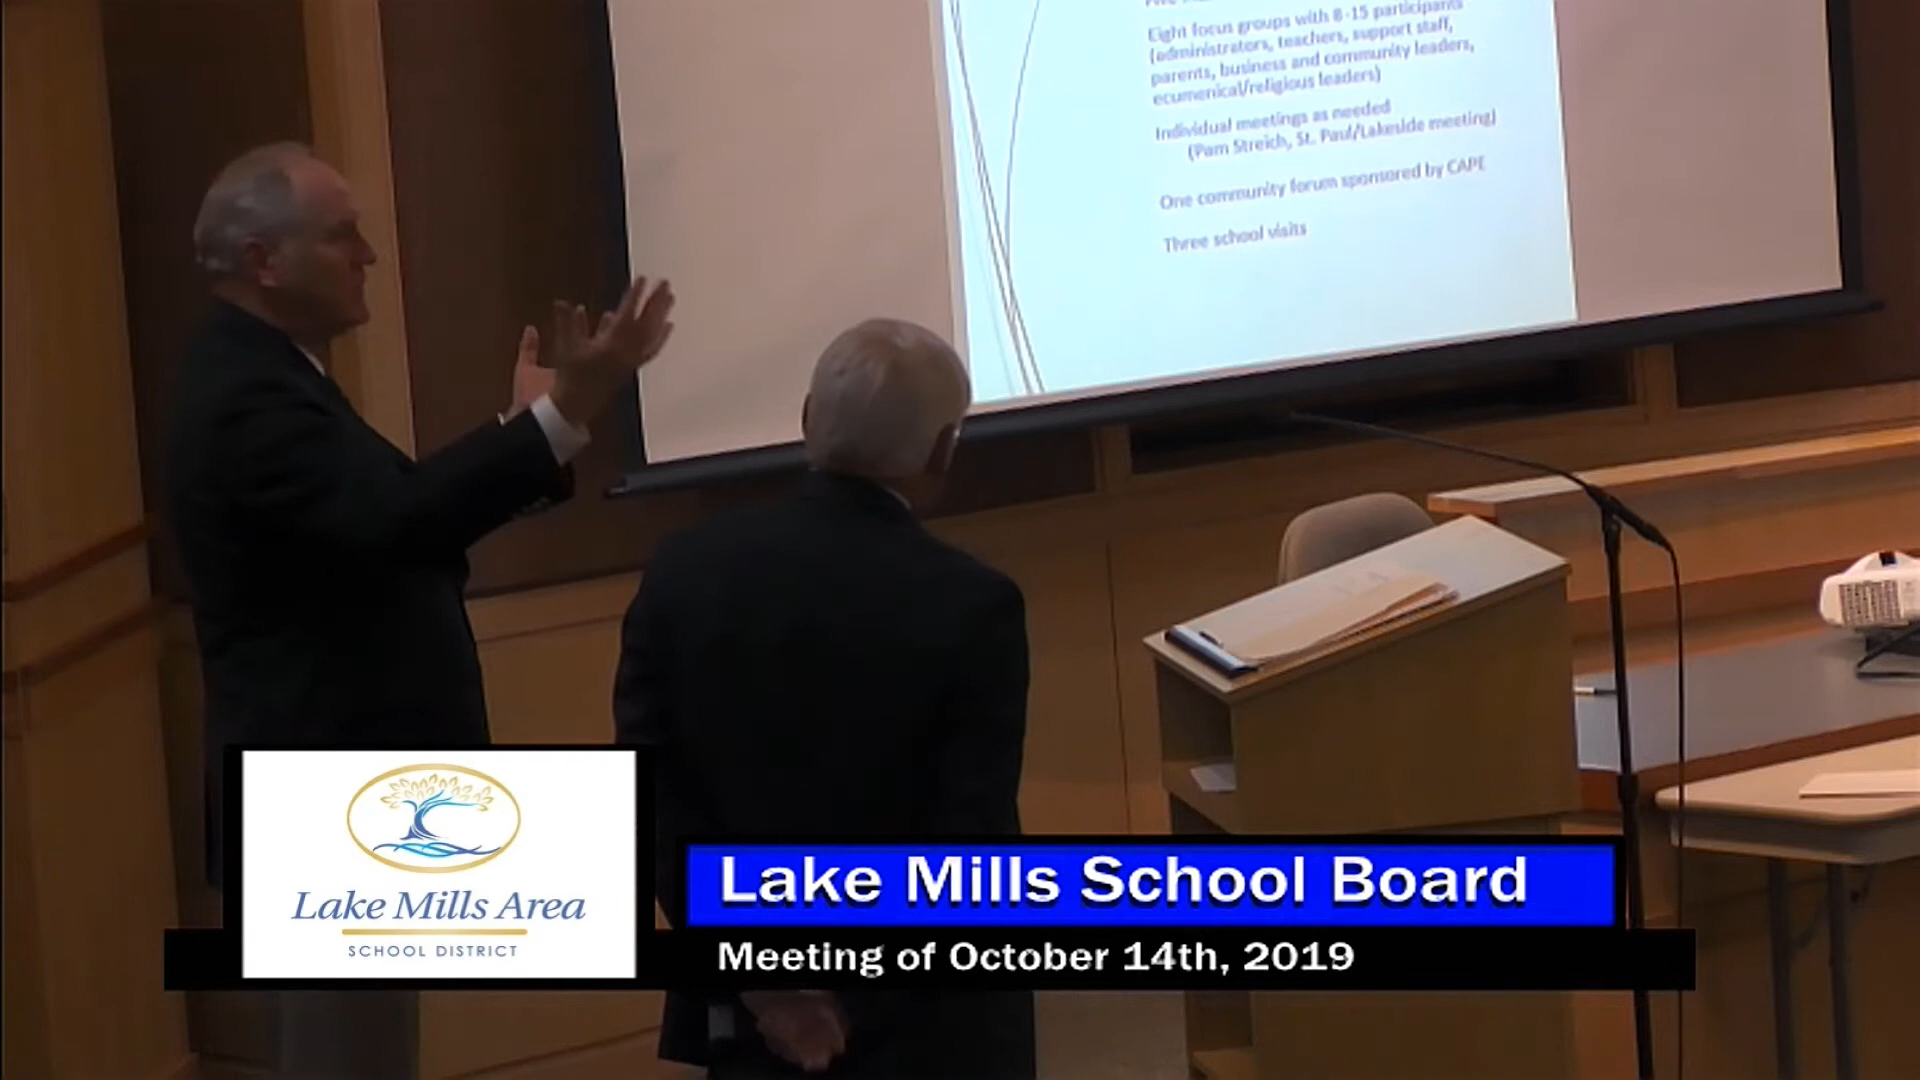 Eight focus groups with 8-15 participants
(administrators, teachers, support staff,
parents, business and community leaders,
ecumenical/religious leaders)
Individual meetings as needed
(Pam Streich, St. Paul/Lakeside meeting)
One community forum sponsored by CAPE
Three school visits
Lake Mills Area
SCHOOL DISTRICT
Lake Mills School Board
Meeting of October 14th, 2019